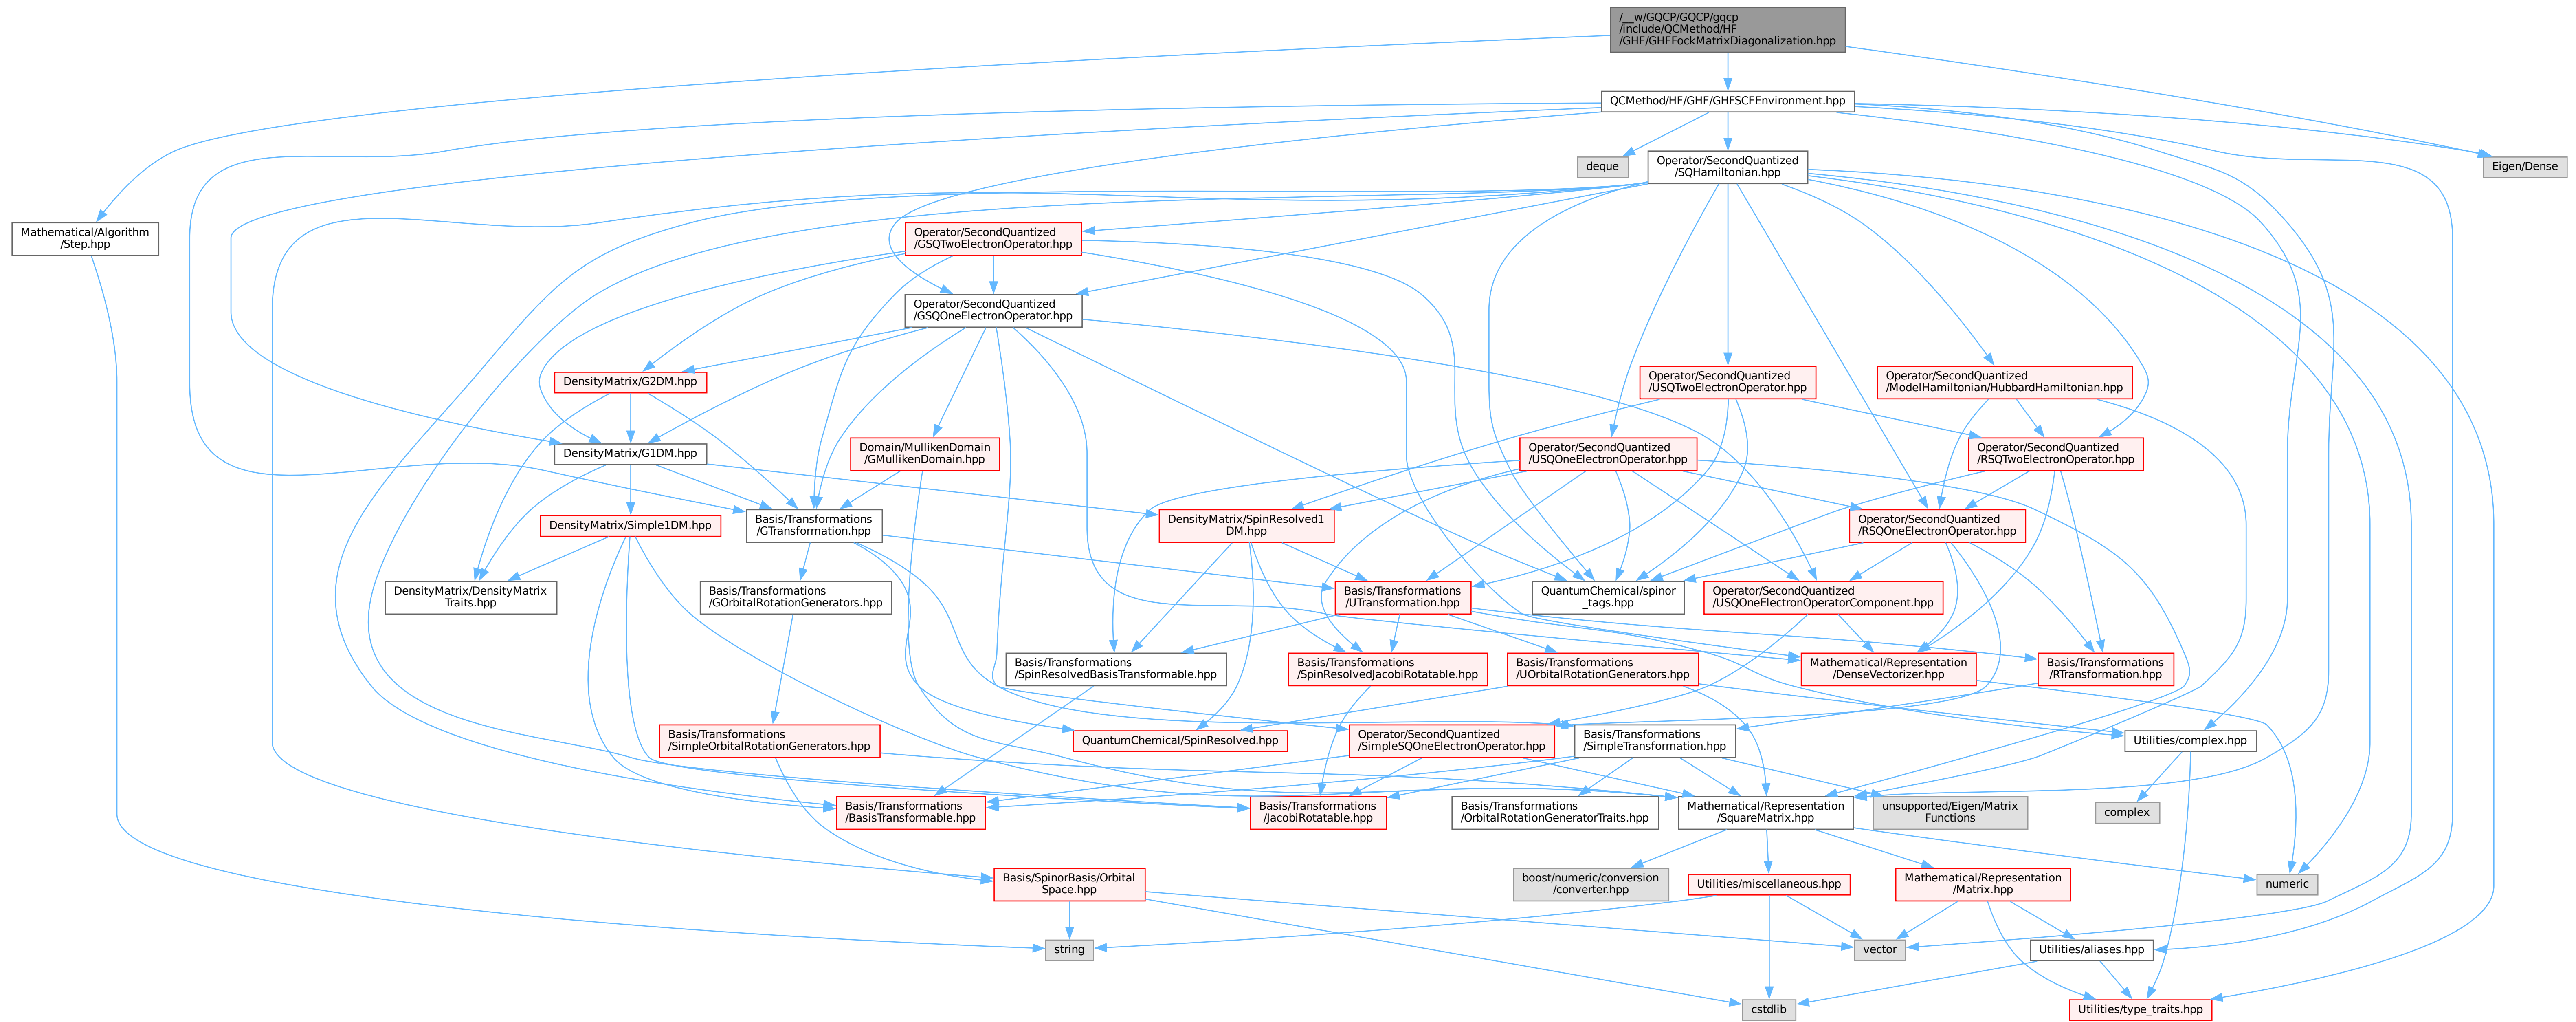 /__w/GQCP/GQCP/gqcp
/include/QCMethod/HF
/GHF/GHFFockMatrixDiagonalization.hpp
QCMethod/HF/GHF/GHFSCFEnvironment.hpp
deque
Operator/SecondQuantized
/SQHamiltonian.hpp
Eigen/Dense
Mathematical/Algorithm
/Step.hpp
Operator/SecondQuantized
/GSQTwoElectronOperator.hpp
Operator/SecondQuantized
/GSQOneElectronOperator.hpp
DensityMatrix/G2DM.hpp
Operator/SecondQuantized
/USQTwoElectronOperator.hpp
Operator/SecondQuantized
/ModelHamiltonian/HubbardHamiltonian.hpp
DensityMatrix/G1DM.hpp
Domain/MullikenDomain
/GMullikenDomain.hpp
Operator/SecondQuantized
/USQOneElectronOperator.hpp
Operator/SecondQuantized
/RSQTwoElectronOperator.hpp
DensityMatrix/Simple1DM.hpp
Basis/Transformations
/GTransformation.hpp
DensityMatrix/SpinResolved1
DM.hpp
Operator/SecondQuantized
/RSQOneElectronOperator.hpp
DensityMatrix/DensityMatrix
Traits.hpp
Basis/Transformations
/GOrbitalRotationGenerators.hpp
Basis/Transformations
/UTransformation.hpp
QuantumChemical/spinor
_tags.hpp
Operator/SecondQuantized
/USQOneElectronOperatorComponent.hpp
Basis/Transformations
/SpinResolvedBasisTransformable.hpp
Basis/Transformations
/SpinResolvedJacobiRotatable.hpp
Basis/Transformations
/UOrbitalRotationGenerators.hpp
Mathematical/Representation
/DenseVectorizer.hpp
Basis/Transformations
/RTransformation.hpp
Basis/Transformations
/SimpleOrbitalRotationGenerators.hpp
QuantumChemical/SpinResolved.hpp
Operator/SecondQuantized
/SimpleSQOneElectronOperator.hpp
Basis/Transformations
/SimpleTransformation.hpp
Utilities/complex.hpp
Basis/Transformations
/BasisTransformable.hpp
Basis/Transformations
/JacobiRotatable.hpp
Basis/Transformations
/OrbitalRotationGeneratorTraits.hpp
Mathematical/Representation
/SquareMatrix.hpp
unsupported/Eigen/Matrix
Functions
complex
Basis/SpinorBasis/Orbital
Space.hpp
boost/numeric/conversion
/converter.hpp
Utilities/miscellaneous.hpp
Mathematical/Representation
/Matrix.hpp
numeric
string
vector
Utilities/aliases.hpp
cstdlib
Utilities/type_traits.hpp